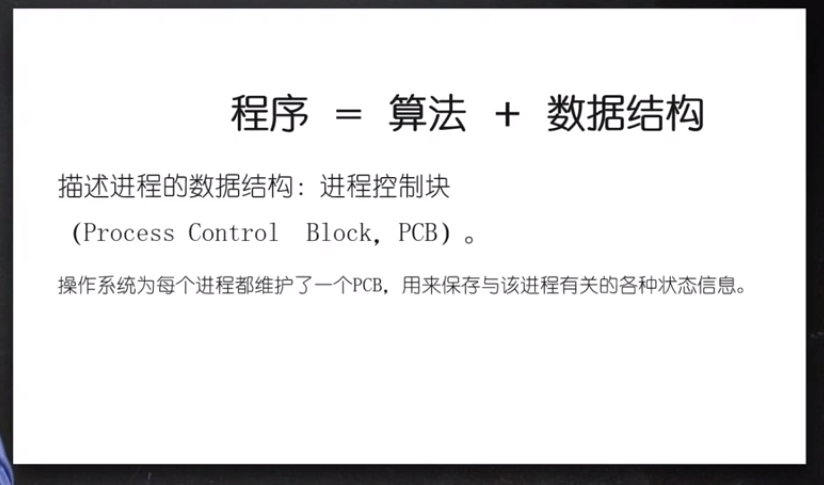 程序 = 算法 + 数据结构
描述进程的数据结构：进程控制块
（Process Control Block，PCB）。
操作系统为每个进程都维护了一个PCB，用来保存与该进程有关的各种状态信息。